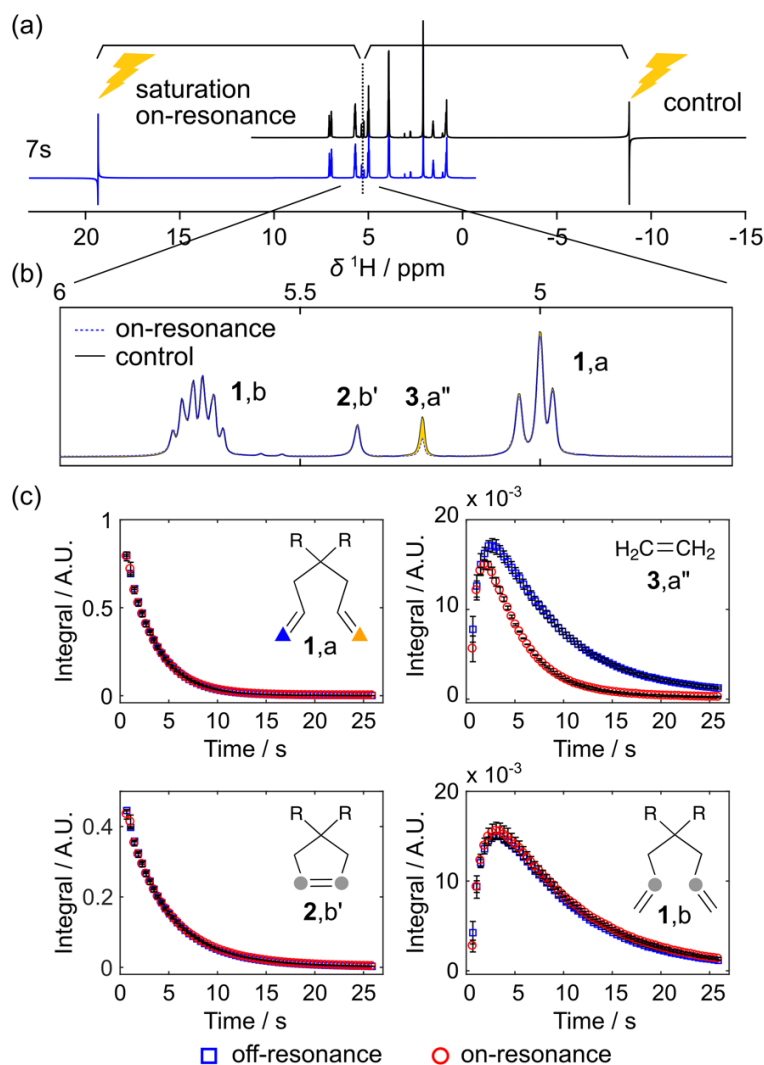 (a)
saturation
on-resonance
control
7s
20 15 10 5 0 -5 -10 -15
δ ¹H / ppm
(b)
6 5.5 5
on-resonance
control
1,b
2,b'
3,a"
1,a
(c)
Integral / A.U.
1
0.5
0
0 5 10 15 20 25
Time / s
R R
1,a
x 10⁻³
Integral / A.U.
20
10
0
0 5 10 15 20 25
Time / s
H₂C=CH₂
3,a"
Integral / A.U.
0.4
0.2
0
0 5 10 15 20 25
Time / s
R R
2,b'
x 10⁻³
Integral / A.U.
20
10
0
0 5 10 15 20 25
Time / s
R R
1,b
off-resonance
on-resonance